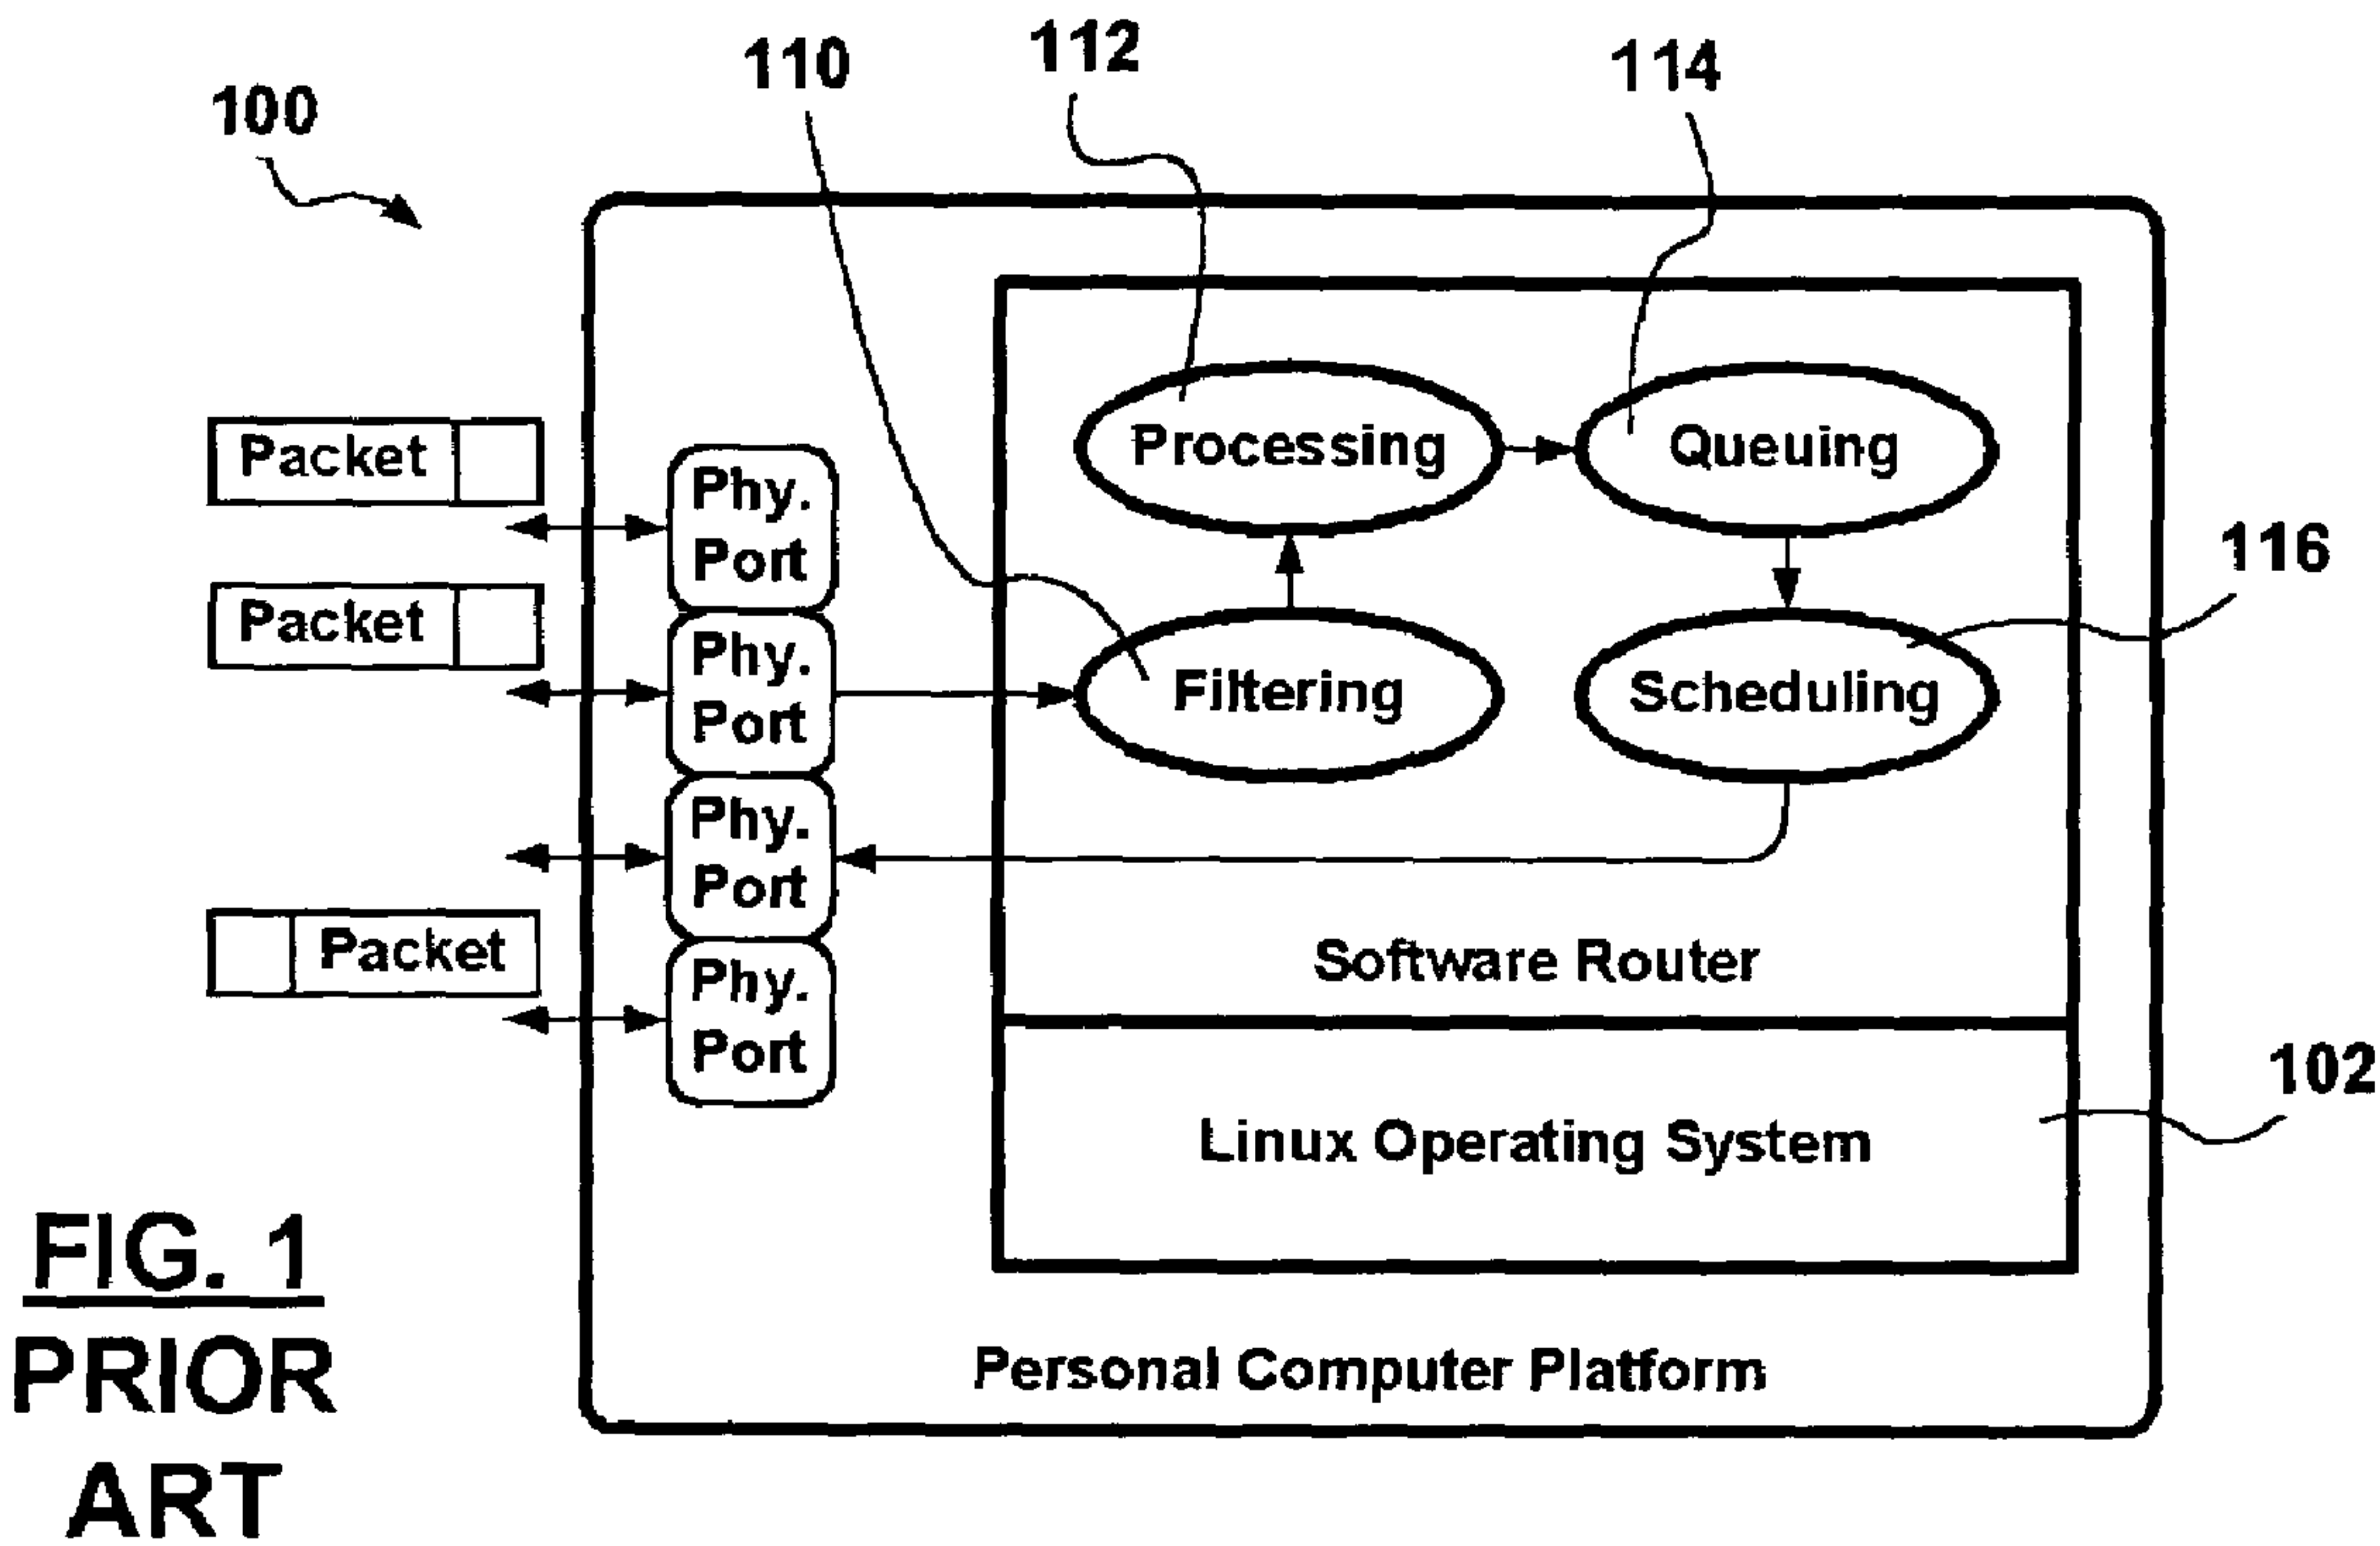 112
110
114
100
Packet
Phy.
Port
Processing
Queuing
116
Packet
Phy.
Port
Filtering
Scheduling
Phy.
Port
Packet
Phy.
Port
Software Router
102
Linux Operating System
Personal Computer Platform
FIG. 1
PRIOR
ART